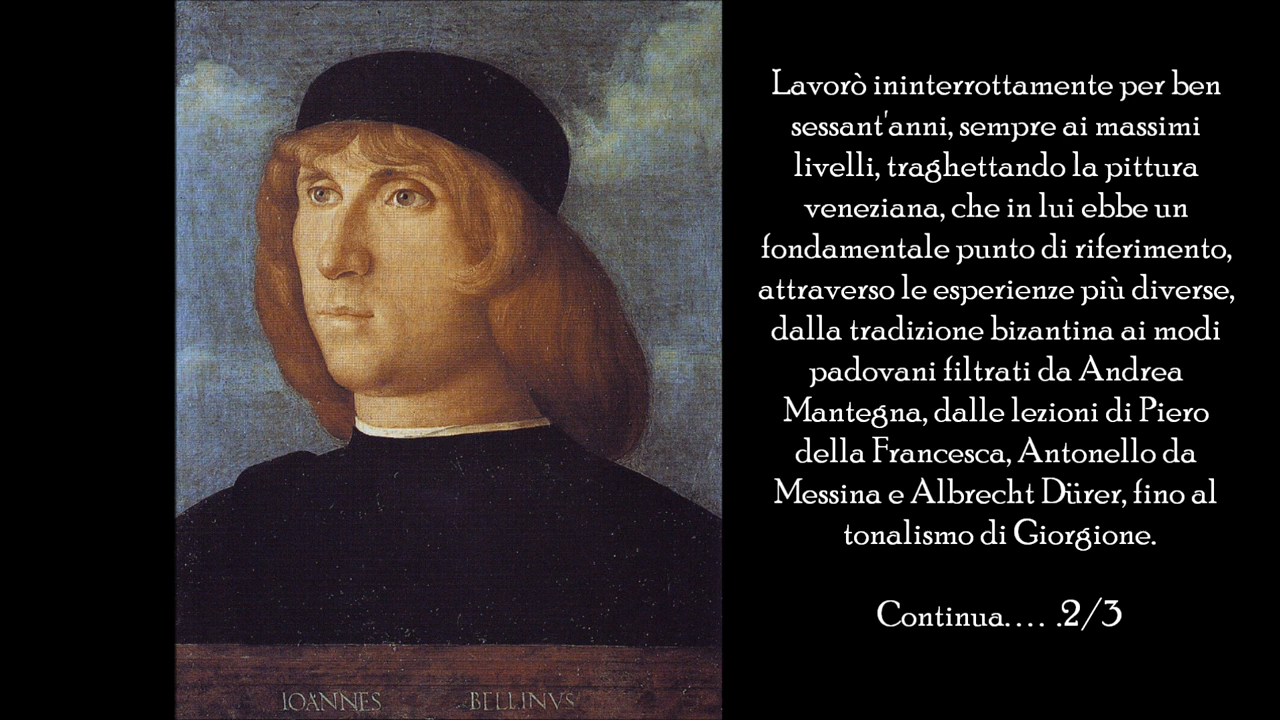 Lavorò ininterrottamente per ben
sessant'anni, sempre ai massimi
livelli, traghettando la pittura
veneziana, che in lui ebbe un
fondamentale punto di riferimento,
attraverso le esperienze più diverse,
dalla tradizione bizantina ai modi
padovani filtrati da Andrea
Mantegna, dalle lezioni di Piero
della Francesca, Antonello da
Messina e Albrecht Dürer, fino al
tonalismo di Giorgione.
Continua.... .2/3
IOANNES BELLINVS